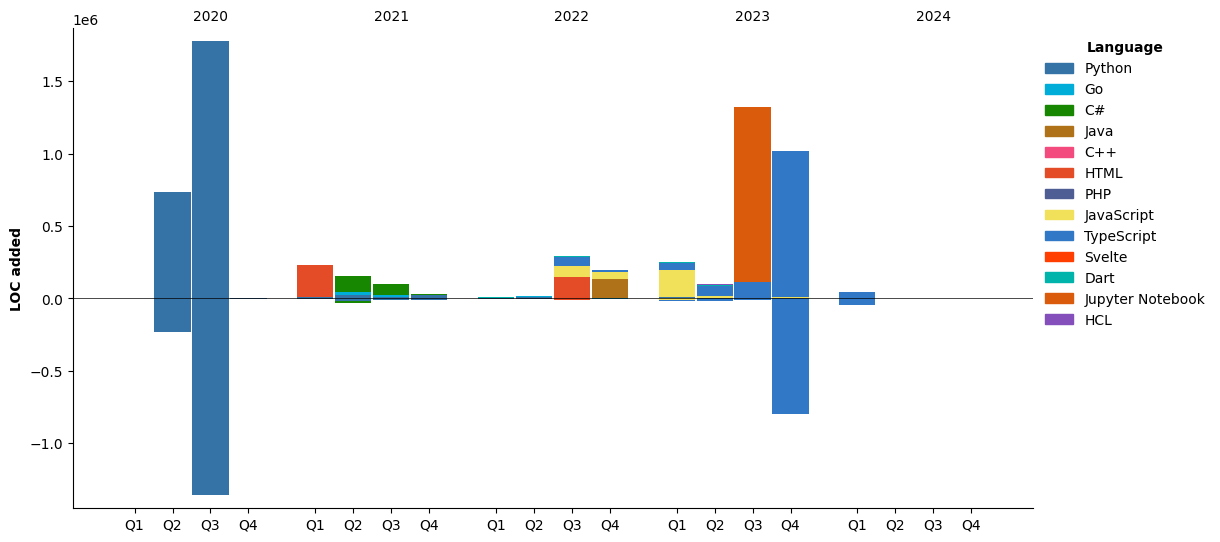 1e6
2020 2021 2022 2023 2024
LOC added
1.5
1.0
0.5
0.0
−0.5
−1.0
Q1 Q2 Q3 Q4 Q1 Q2 Q3 Q4 Q1 Q2 Q3 Q4 Q1 Q2 Q3 Q4 Q1 Q2 Q3 Q4
Language
Python
Go
C#
Java
C++
HTML
PHP
JavaScript
TypeScript
Svelte
Dart
Jupyter Notebook
HCL